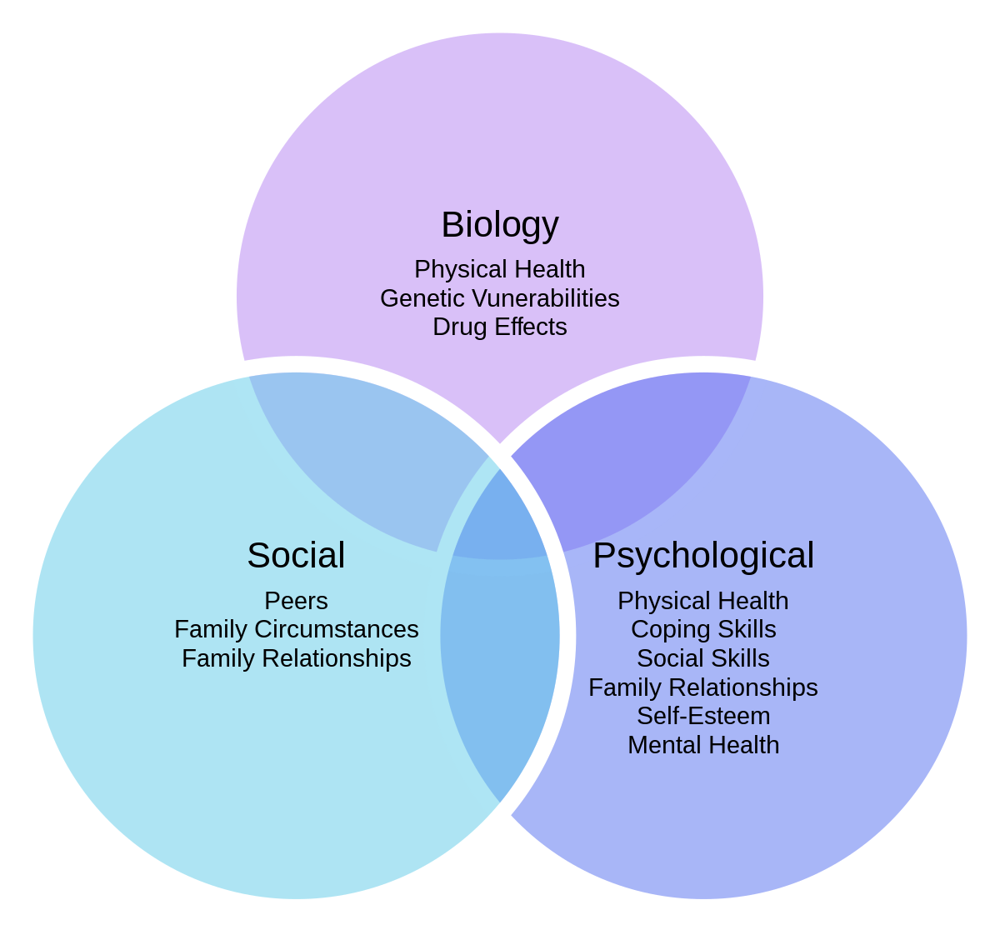 Biology
Physical Health
Genetic Vunerabilities
Drug Effects
Social
Peers
Family Circumstances
Family Relationships
Psychological
Physical Health
Coping Skills
Social Skills
Family Relationships
Self-Esteem
Mental Health